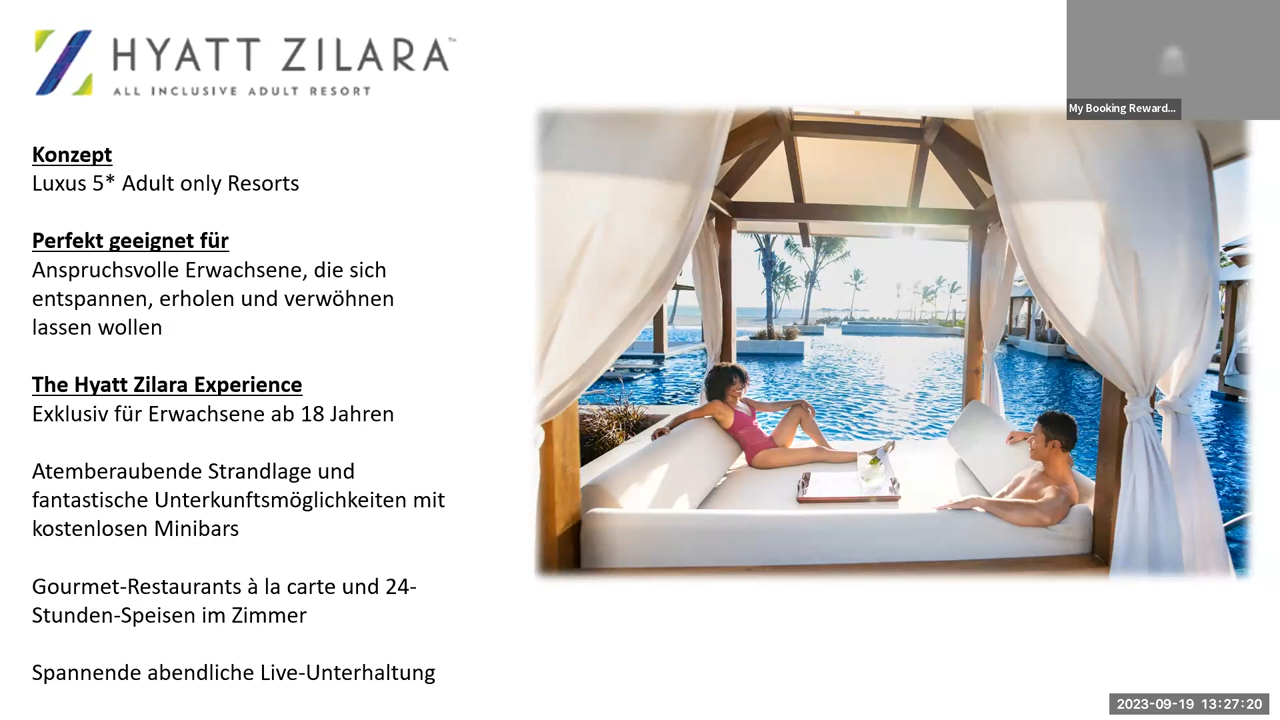 HYATT ZILARA™
ALL INCLUSIVE ADULT RESORT
My Booking Reward...
Konzept
Luxus 5* Adult only Resorts
Perfekt geeignet für
Anspruchsvolle Erwachsene, die sich
entspannen, erholen und verwöhnen
lassen wollen
The Hyatt Zilara Experience
Exklusiv für Erwachsene ab 18 Jahren
Atemberaubende Strandlage und
fantastische Unterkunftsmöglichkeiten mit
kostenlosen Minibars
Gourmet-Restaurants à la carte und 24-
Stunden-Speisen im Zimmer
Spannende abendliche Live-Unterhaltung
2023-09-19 13:27:20